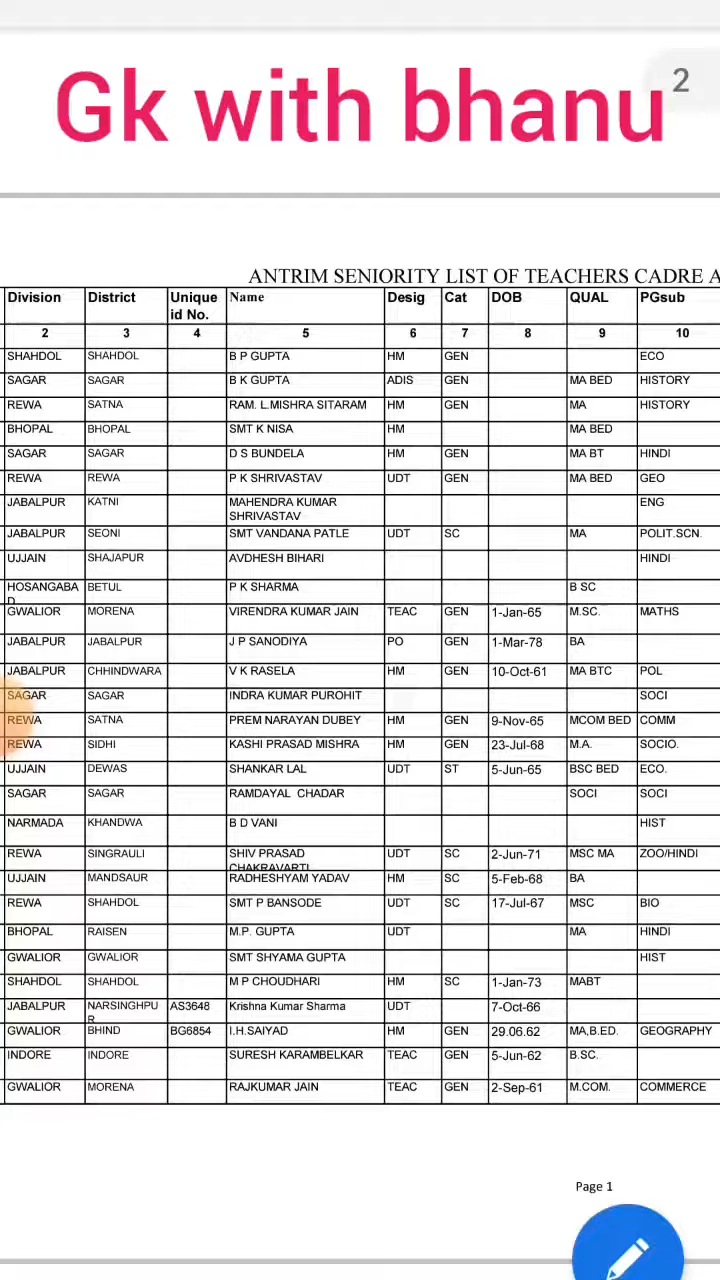 Gk with bhanu
2
ANTRIM SENIORITY LIST OF TEACHERS CADRE A
Division District Unique id No. Name Desig Cat DOB QUAL PGsub
2 3 4 5 6 7 8 9 10
SHAHDOL SHAHDOL B P GUPTA HM GEN ECO
SAGAR SAGAR B K GUPTA ADIS GEN MA BED HISTORY
REWA SATNA RAM. L.MISHRA SITARAM HM GEN MA HISTORY
BHOPAL BHOPAL SMT K NISA HM MA BED
SAGAR SAGAR D S BUNDELA HM GEN MA BT HINDI
REWA REWA P K SHRIVASTAV UDT GEN MA BED GEO
JABALPUR KATNI MAHENDRA KUMAR SHRIVASTAV ENG
JABALPUR SEONI SMT VANDANA PATLE UDT SC MA POLIT.SCN.
UJJAIN SHAJAPUR AVDHESH BIHARI HINDI
HOSANGABAD BETUL P K SHARMA B SC
GWALIOR MORENA VIRENDRA KUMAR JAIN TEAC GEN 1-Jan-65 M.SC. MATHS
JABALPUR JABALPUR J P SANODIYA PO GEN 1-Mar-78 BA
JABALPUR CHHINDWARA V K RASELA HM GEN 10-Oct-61 MA BTC POL
SAGAR SAGAR INDRA KUMAR PUROHIT SOCI
REWA SATNA PREM NARAYAN DUBEY HM GEN 9-Nov-65 MCOM BED COMM
REWA SIDHI KASHI PRASAD MISHRA HM GEN 23-Jul-68 M.A. SOCIO.
UJJAIN DEWAS SHANKAR LAL UDT ST 5-Jun-65 BSC BED ECO.
SAGAR SAGAR RAMDAYAL CHADAR SOCI SOCI
NARMADA KHANDWA B D VANI HIST
REWA SINGRAULI SHIV PRASAD CHAKRAVARTI UDT SC 2-Jun-71 MSC MA ZOO/HINDI
UJJAIN MANDSAUR RADHESHYAM YADAV HM SC 5-Feb-68 BA
REWA SHAHDOL SMT P BANSODE UDT SC 17-Jul-67 MSC BIO
BHOPAL RAISEN M.P. GUPTA UDT MA HINDI
GWALIOR GWALIOR SMT SHYAMA GUPTA HIST
SHAHDOL SHAHDOL M P CHOUDHARI HM SC 1-Jan-73 MABT
JABALPUR NARSINGHPUR AS3648 Krishna Kumar Sharma UDT 7-Oct-66
GWALIOR BHIND BG6854 I.H.SAIYAD HM GEN 29.06.62 MA,B.ED. GEOGRAPHY
INDORE INDORE SURESH KARAMBELKAR TEAC GEN 5-Jun-62 B.SC.
GWALIOR MORENA RAJKUMAR JAIN TEAC GEN 2-Sep-61 M.COM. COMMERCE
Page 1